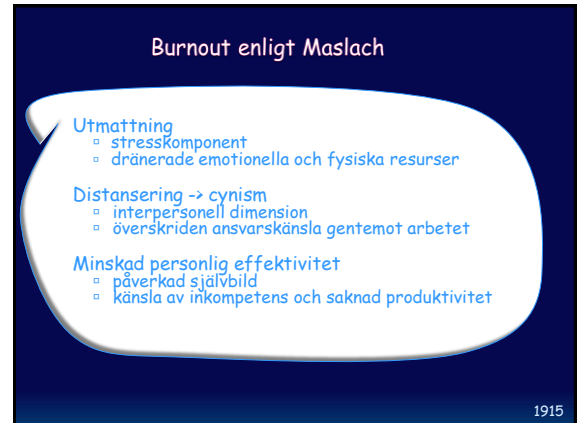 Burnout enligt Maslach
Utmattning
▫ stresskomponent
▫ dränerade emotionella och fysiska resurser
Distansering -> cynism
▫ interpersonell dimension
▫ överskriden ansvarskänsla gentemot arbetet
Minskad personlig effektivitet
▫ påverkad självbild
▫ känsla av inkompetens och saknad produktivitet
1915